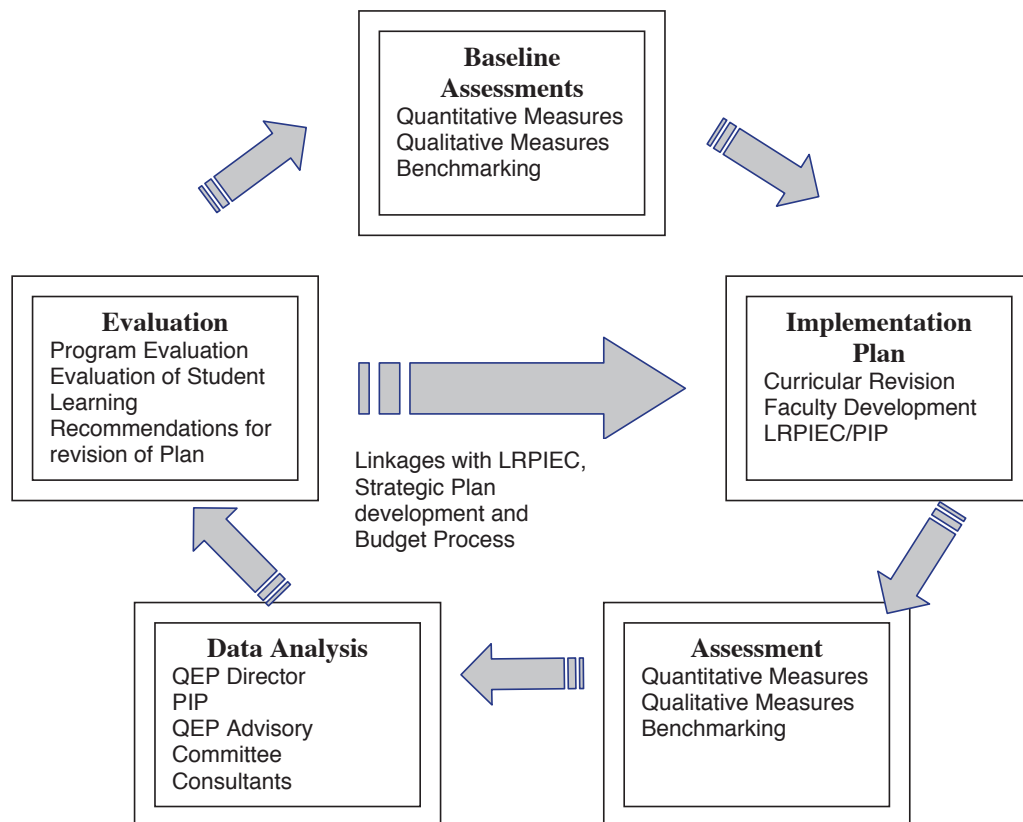 Baseline
Assessments
Quantitative Measures
Qualitative Measures
Benchmarking
Evaluation
Program Evaluation
Evaluation of Student
Learning
Recommendations for
revision of Plan
Linkages with LRPIEC,
Strategic Plan
development and
Budget Process
Implementation
Plan
Curricular Revision
Faculty Development
LRPIEC/PIP
Data Analysis
QEP Director
PIP
QEP Advisory
Committee
Consultants
Assessment
Quantitative Measures
Qualitative Measures
Benchmarking